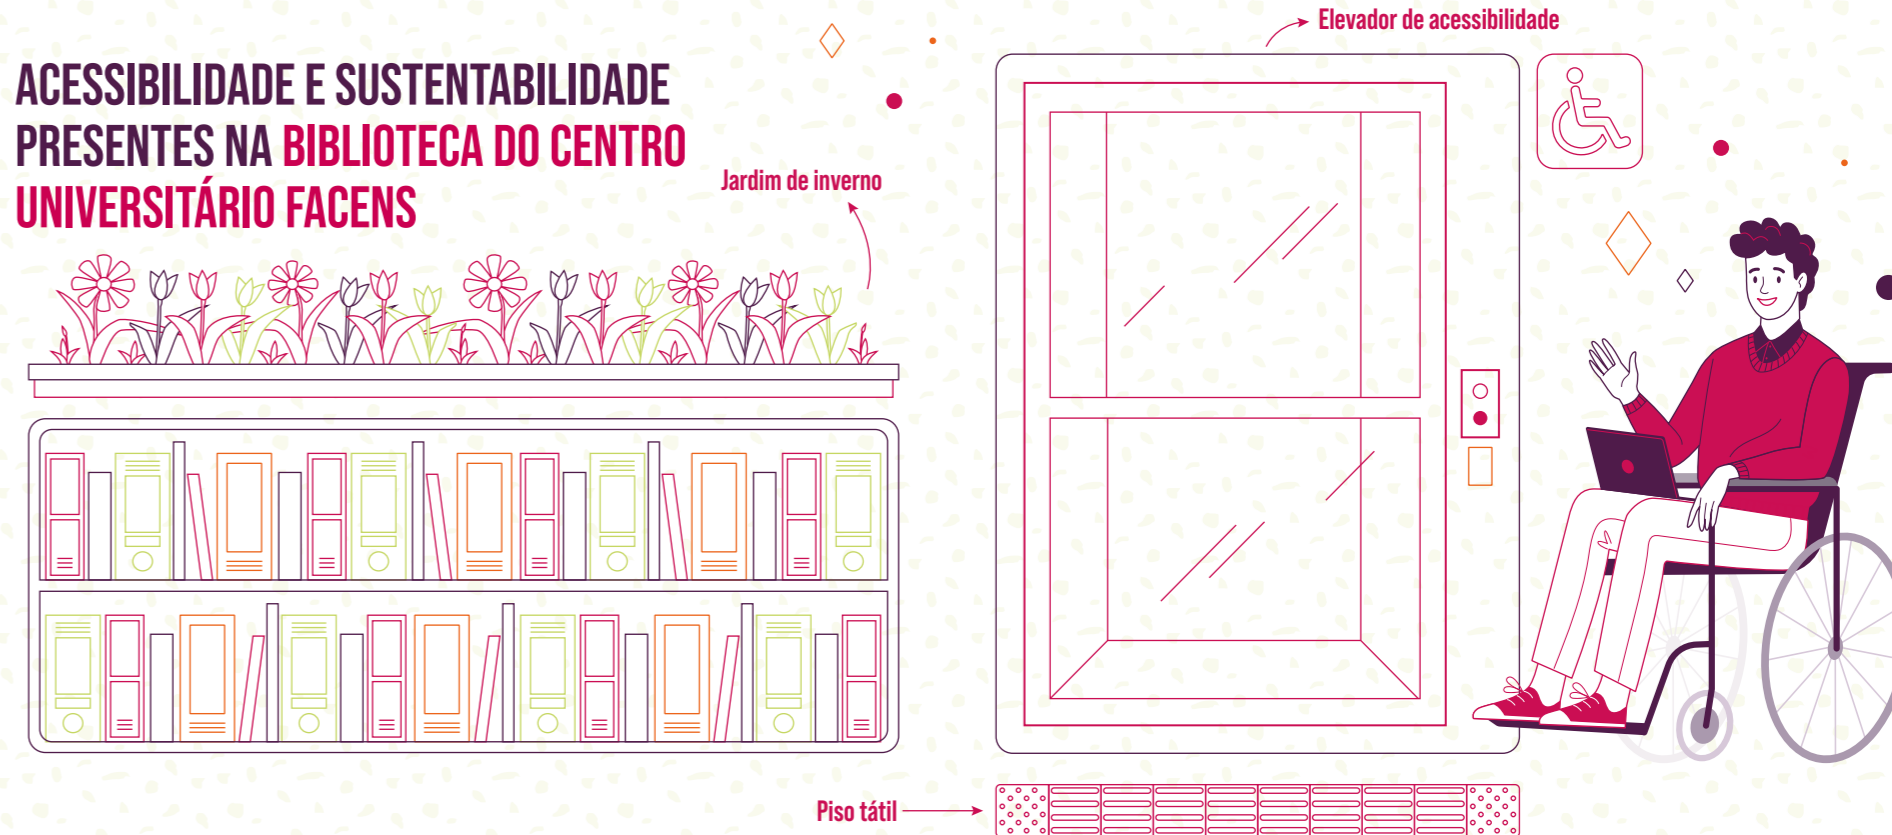 ACESSIBILIDADE E SUSTENTABILIDADE
PRESENTES NA BIBLIOTECA DO CENTRO
UNIVERSITÁRIO FACENS
Jardim de inverno
Elevador de acessibilidade
Piso tátil